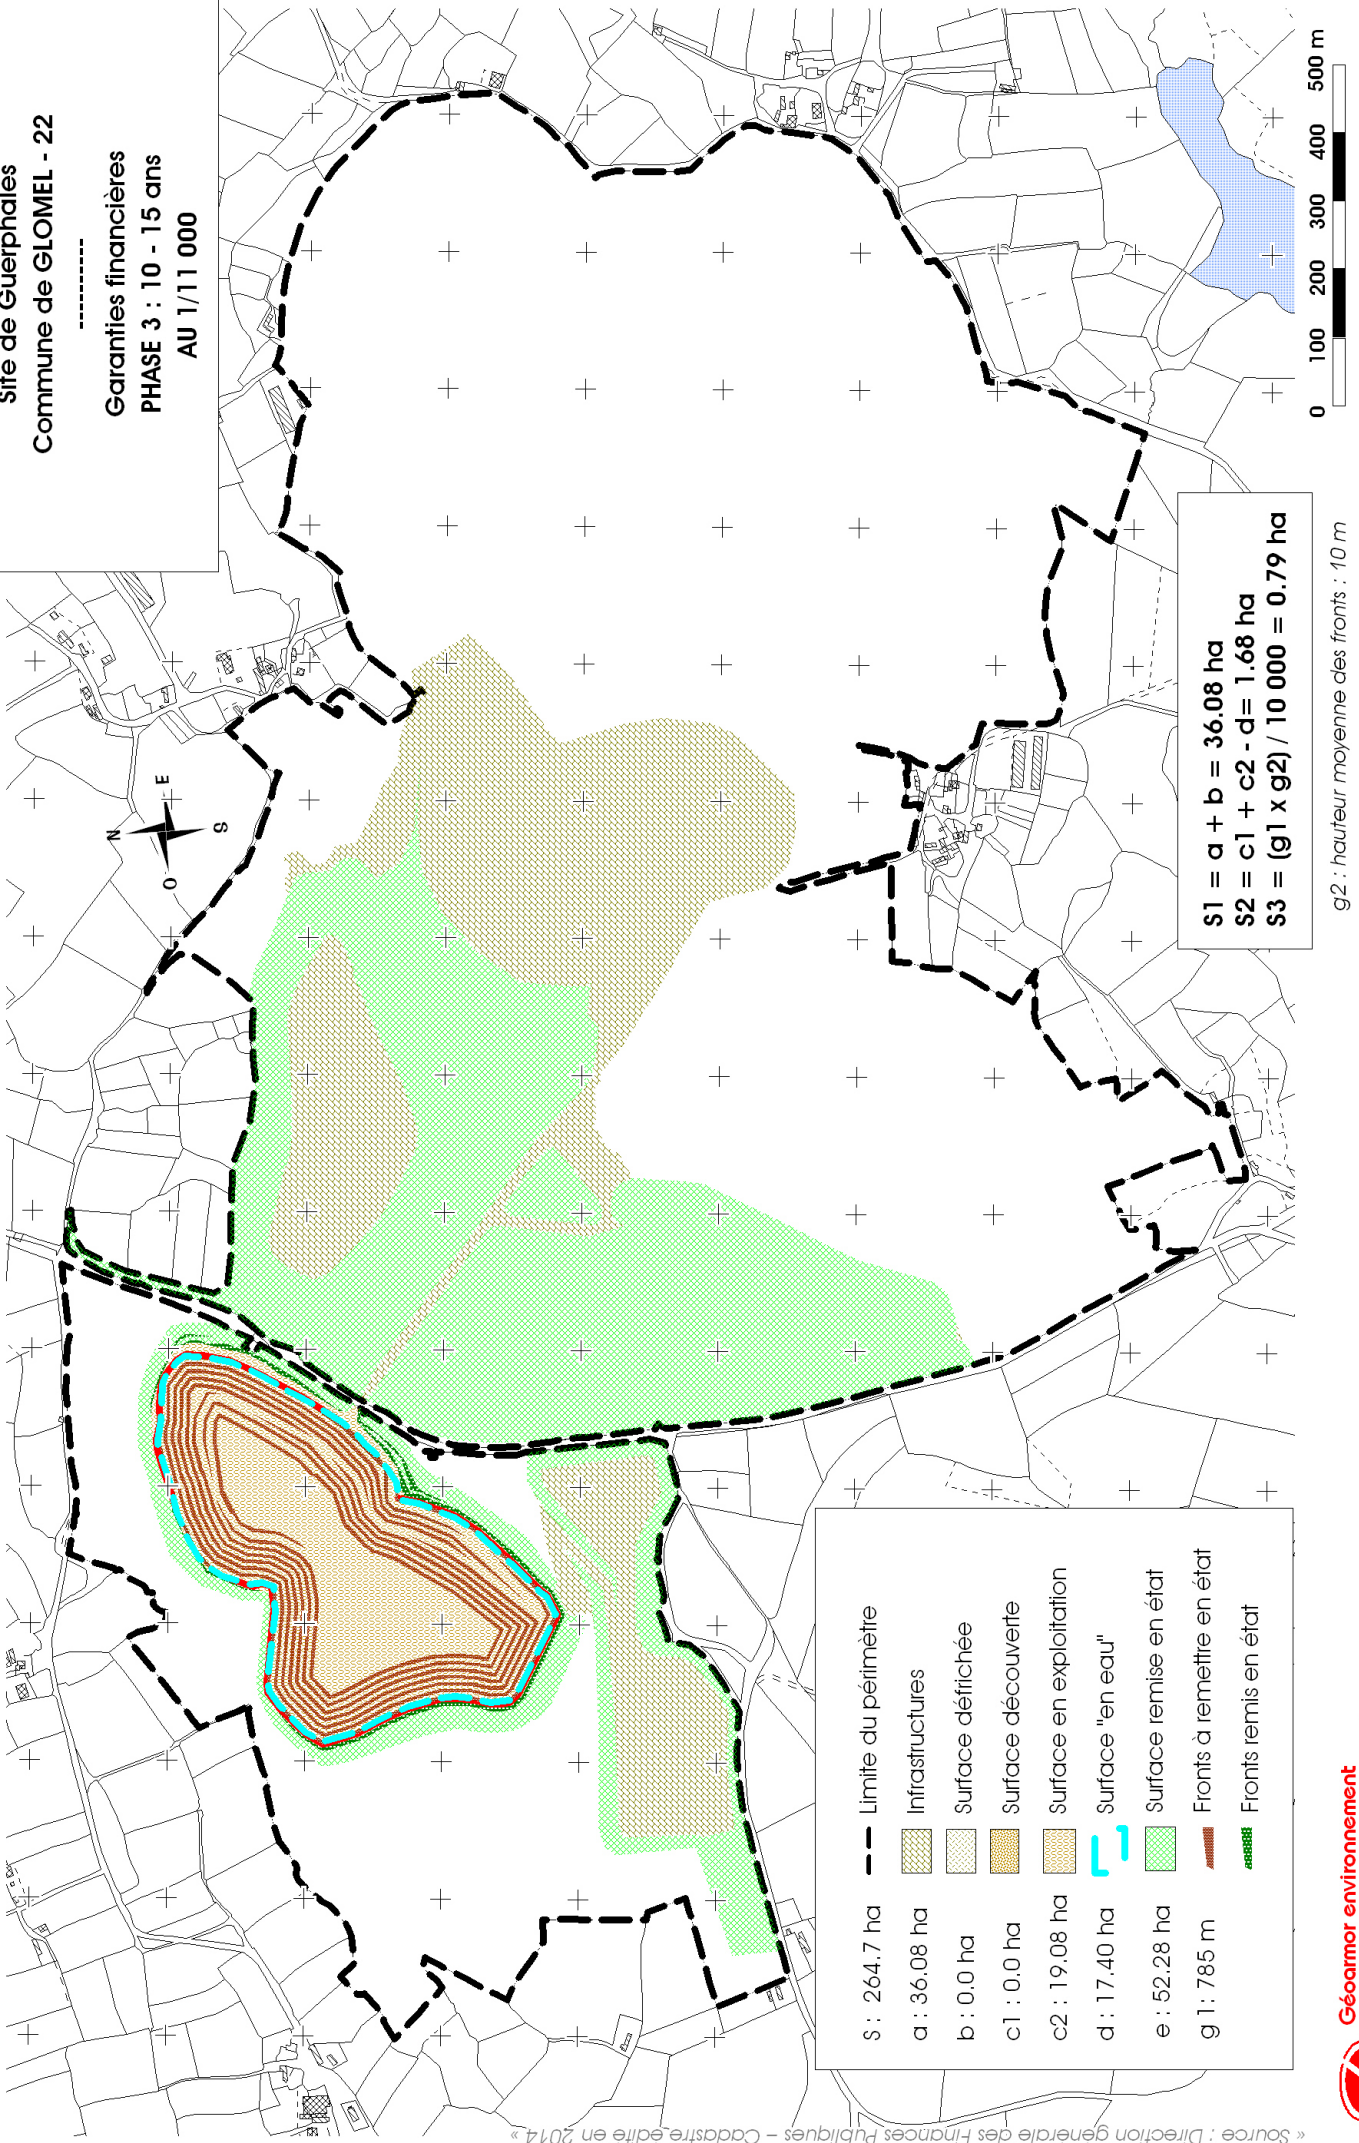 Site de Guerphales
Commune de GLOMEL - 22
----------
Garanties financières
PHASE 3 : 10 - 15 ans
AU 1/11 000
N
E
S
O
S1 = a + b = 36.08 ha
S2 = c1 + c2 - d= 1.68 ha
S3 = (g1 x g2) / 10 000 = 0.79 ha
g2 : hauteur moyenne des fronts : 10 m
0 100 200 300 400 500 m
S : 264.7 ha Limite du périmètre
a : 36.08 ha Infrastructures
b : 0.0 ha Surface défrichée
c1 : 0.0 ha Surface découverte
c2 : 19.08 ha Surface en exploitation
d : 17.40 ha Surface "en eau"
e : 52.28 ha Surface remise en état
g1: 785 m Fronts à remettre en état
Fronts remis en état
Géoarmor environnement
« Source : Direction générale des Finances Publiques – Cadastre édité en 2014 »